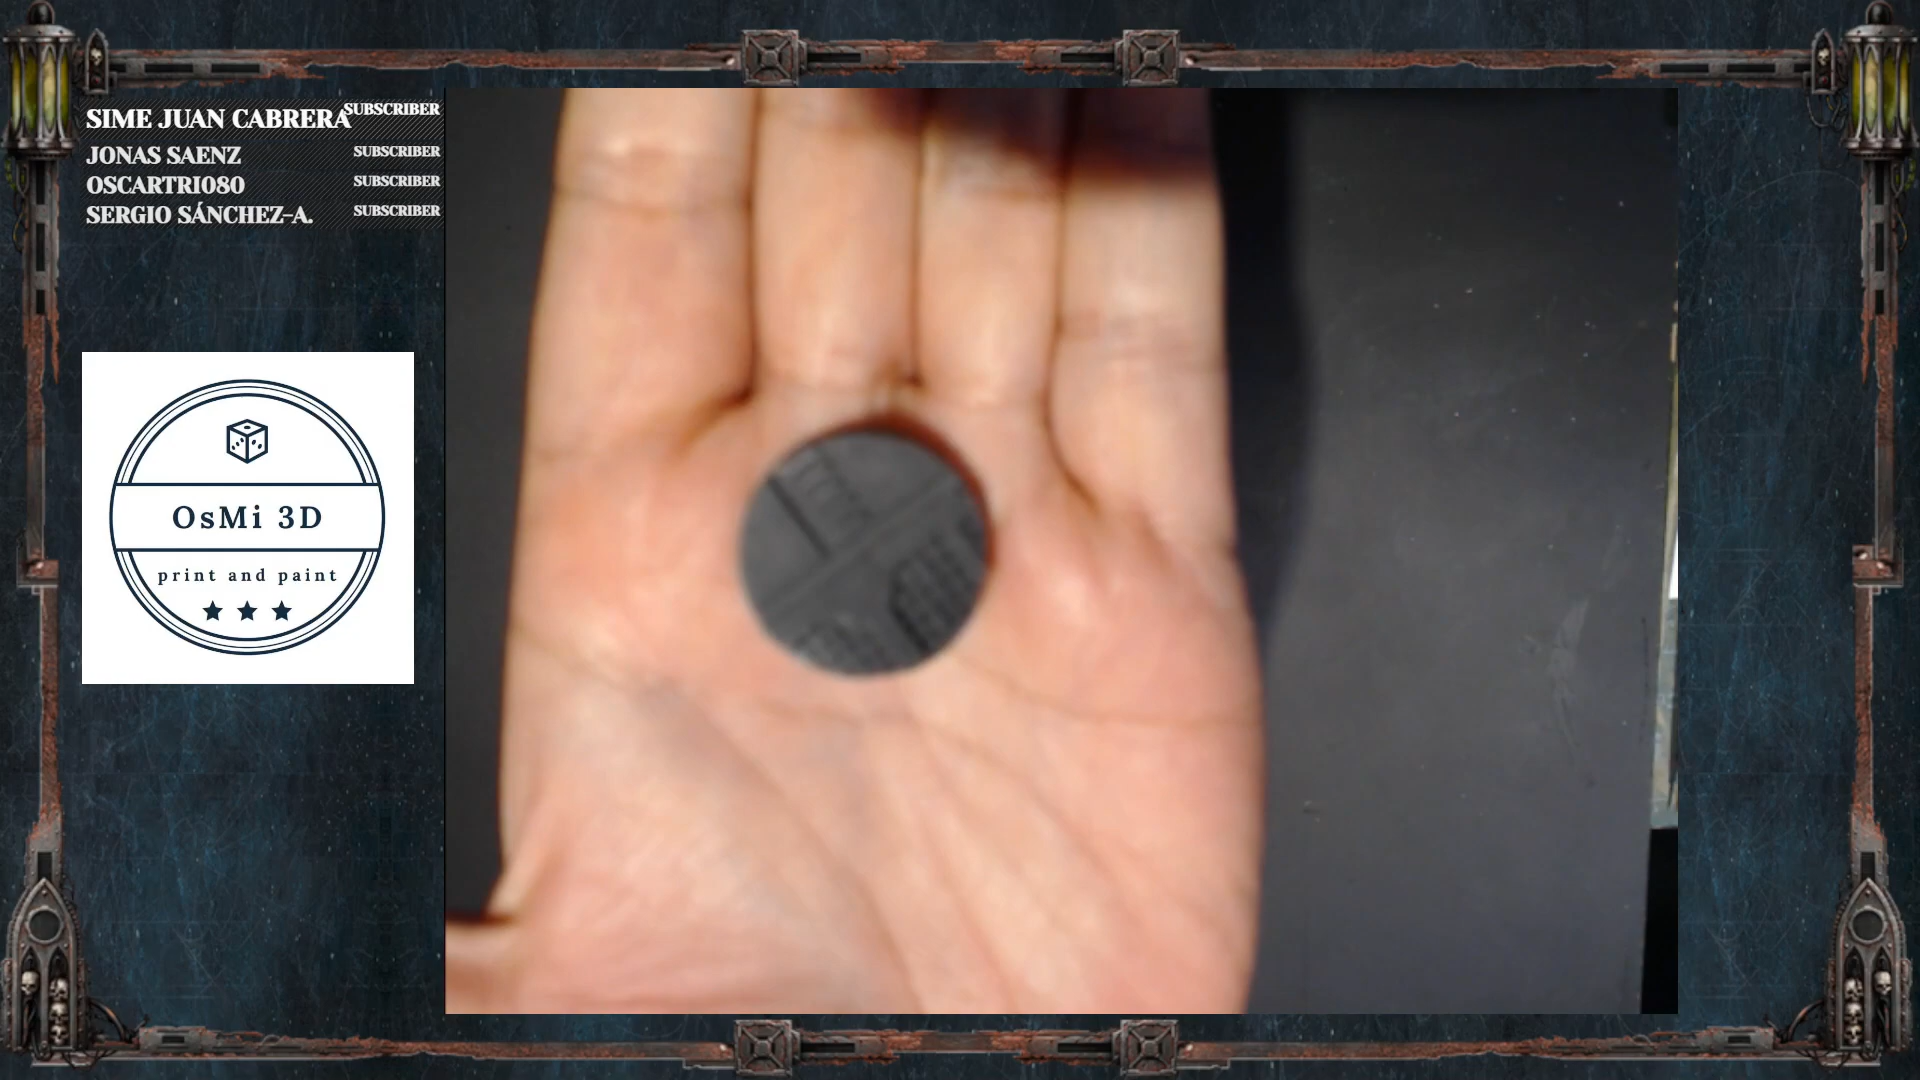 SIME JUAN CABRERA SUBSCRIBER
JONAS SAENZ SUBSCRIBER
OSCARTRI080 SUBSCRIBER
SERGIO SÁNCHEZ-A. SUBSCRIBER
OsMi 3D
print and paint